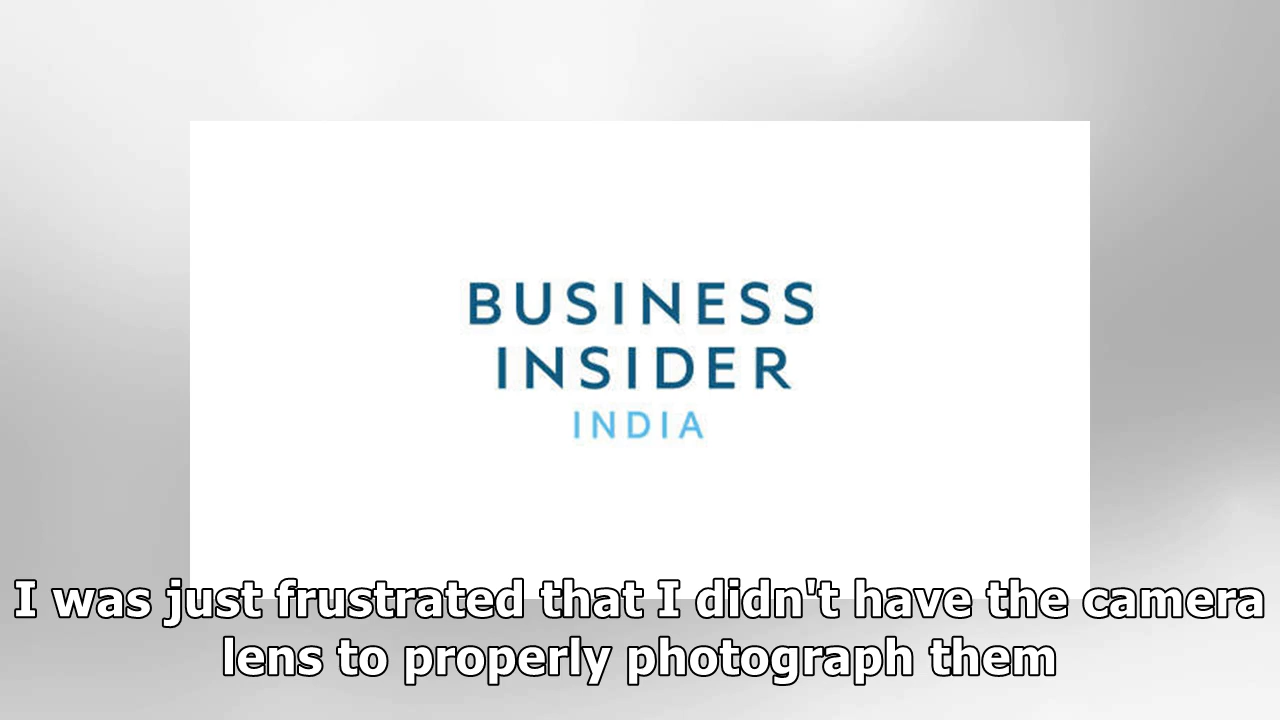 BUSINESS
INSIDER
INDIA
I was just frustrated that I didn't have the camera
lens to properly photograph them